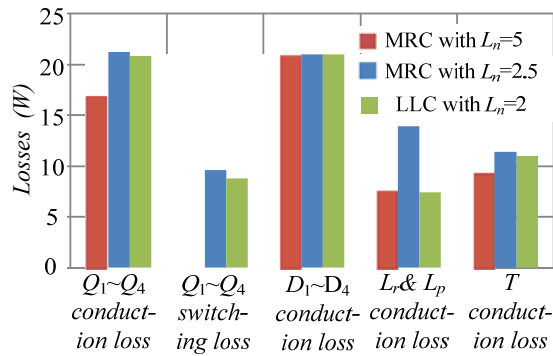 25
20
15
10
5
0
Losses (W)
MRC with Lₙ=5
MRC with Lₙ=2.5
LLC with Lₙ=2
Q₁~Q₄
conduct-
ion loss
Q₁~Q₄
switch-
ing loss
D₁~D₄
conduct-
ion loss
Lᵣ& Lₚ
conduct-
ion loss
T
conduct-
ion loss